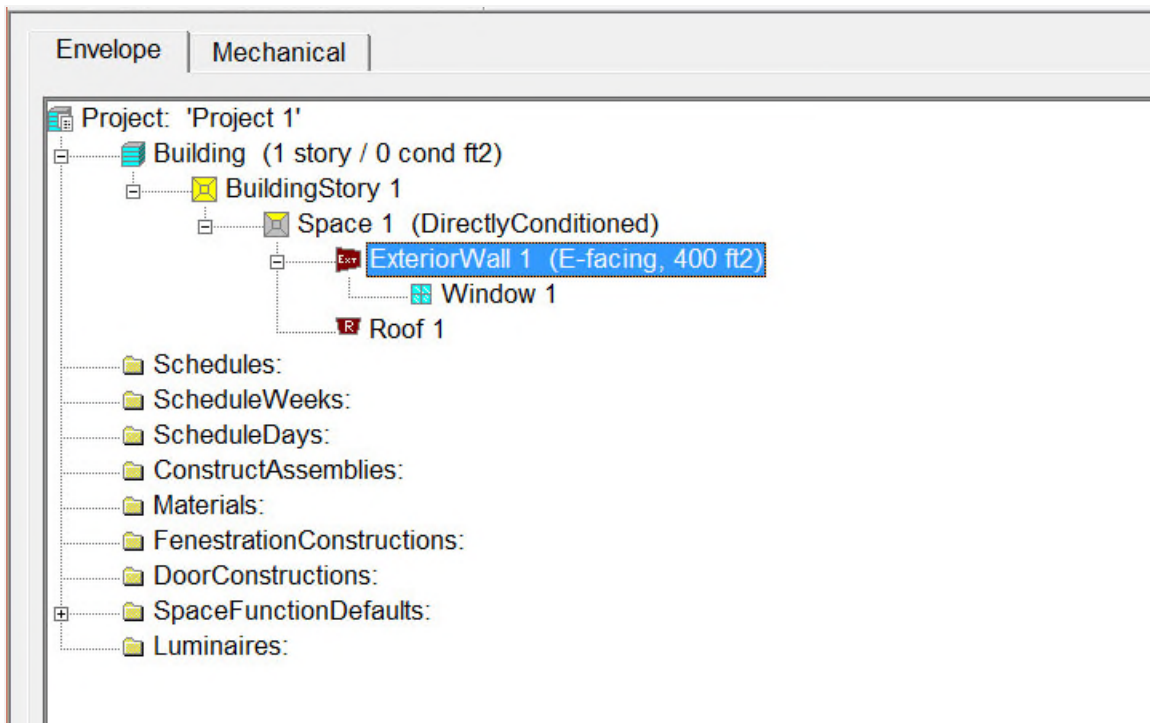 Envelope Mechanical
Project: 'Project 1'
Building (1 story / 0 cond ft2)
BuildingStory 1
Space 1 (DirectlyConditioned)
EXT ExteriorWall 1 (E-facing, 400 ft2)
Window 1
R Roof 1
Schedules:
ScheduleWeeks:
ScheduleDays:
ConstructAssemblies:
Materials:
FenestrationConstructions:
DoorConstructions:
SpaceFunctionDefaults:
Luminaires: